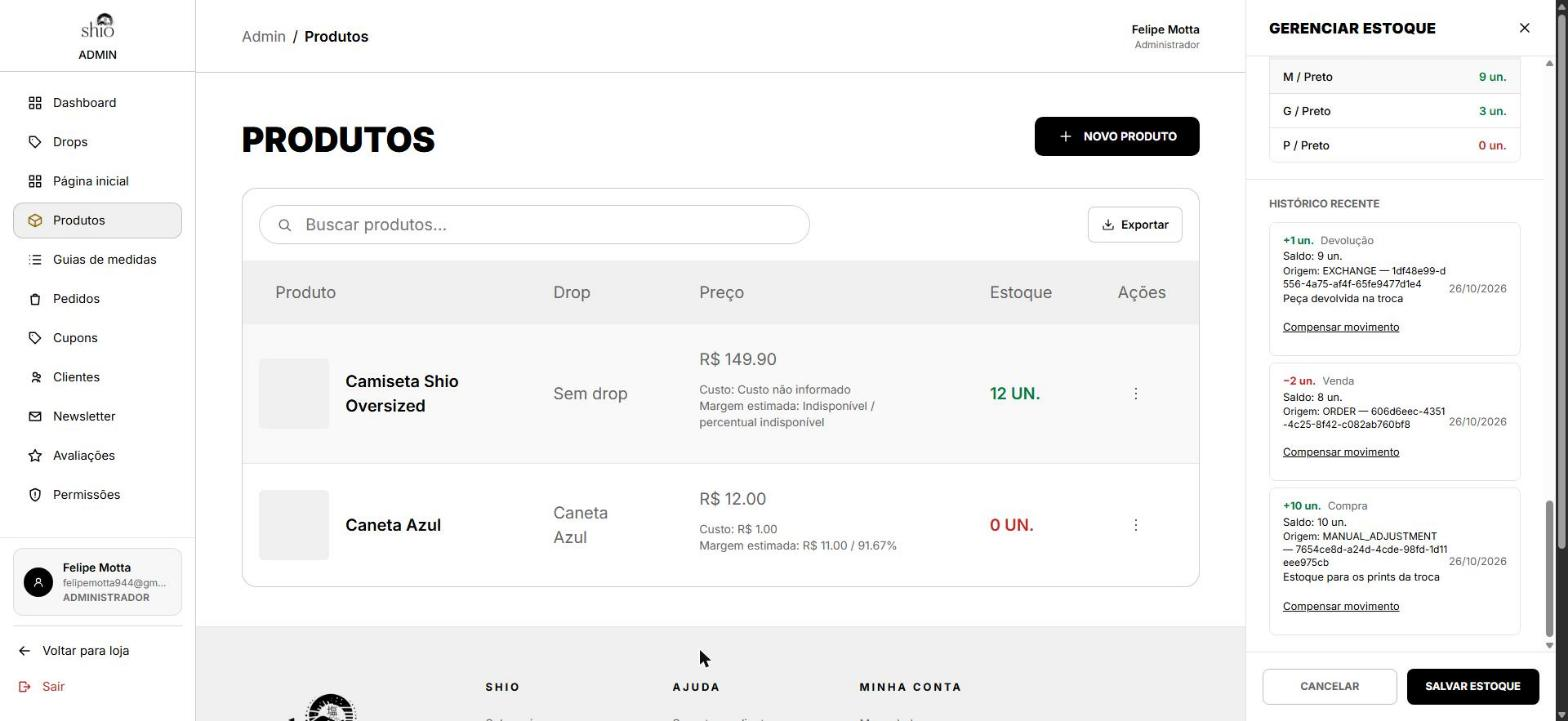 shio
ADMIN
Dashboard
Drops
Página inicial
Produtos
Guias de medidas
Pedidos
Cupons
Clientes
Newsletter
Avaliações
Permissões
Felipe Motta
felipemotta944@gm...
ADMINISTRADOR
Voltar para loja
Sair
Admin / Produtos
Felipe Motta
Administrador
PRODUTOS
NOVO PRODUTO
Buscar produtos...
Exportar
Produto Drop Preço Estoque Ações
Camiseta Shio
Oversized
Sem drop
R$ 149.90
Custo: Custo não informado
Margem estimada: Indisponível /
percentual indisponível
12 UN.
Caneta Azul
Caneta
Azul
R$ 12.00
Custo: R$ 1.00
Margem estimada: R$ 11.00 / 91.67%
0 UN.
塩
SHIO
AJUDA
MINHA CONTA
GERENCIAR ESTOQUE
M / Preto 9 un.
G / Preto 3 un.
P / Preto 0 un.
HISTÓRICO RECENTE
+1 un. Devolução
Saldo: 9 un.
Origem: EXCHANGE — 1df48e99-d
556-4a75-af4f-65fe9477d1e4
Peça devolvida na troca
26/10/2026
Compensar movimento
−2 un. Venda
Saldo: 8 un.
Origem: ORDER — 606d6eec-4351
-4c25-8f42-c082ab760bf8
26/10/2026
Compensar movimento
+10 un. Compra
Saldo: 10 un.
Origem: MANUAL_ADJUSTMENT
— 7654ce8d-a24d-4cde-98fd-1d11
eee975cb
Estoque para os prints da troca
26/10/2026
Compensar movimento
CANCELAR
SALVAR ESTOQUE